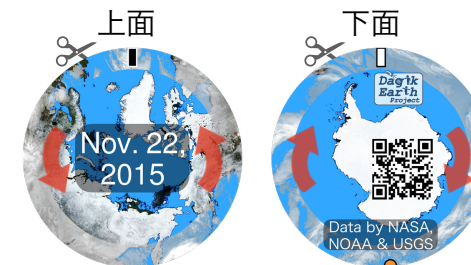 上面
下面
Nov. 22,
2015
Dagik
Earth
Project
Data by NASA,
NOAA & USGS